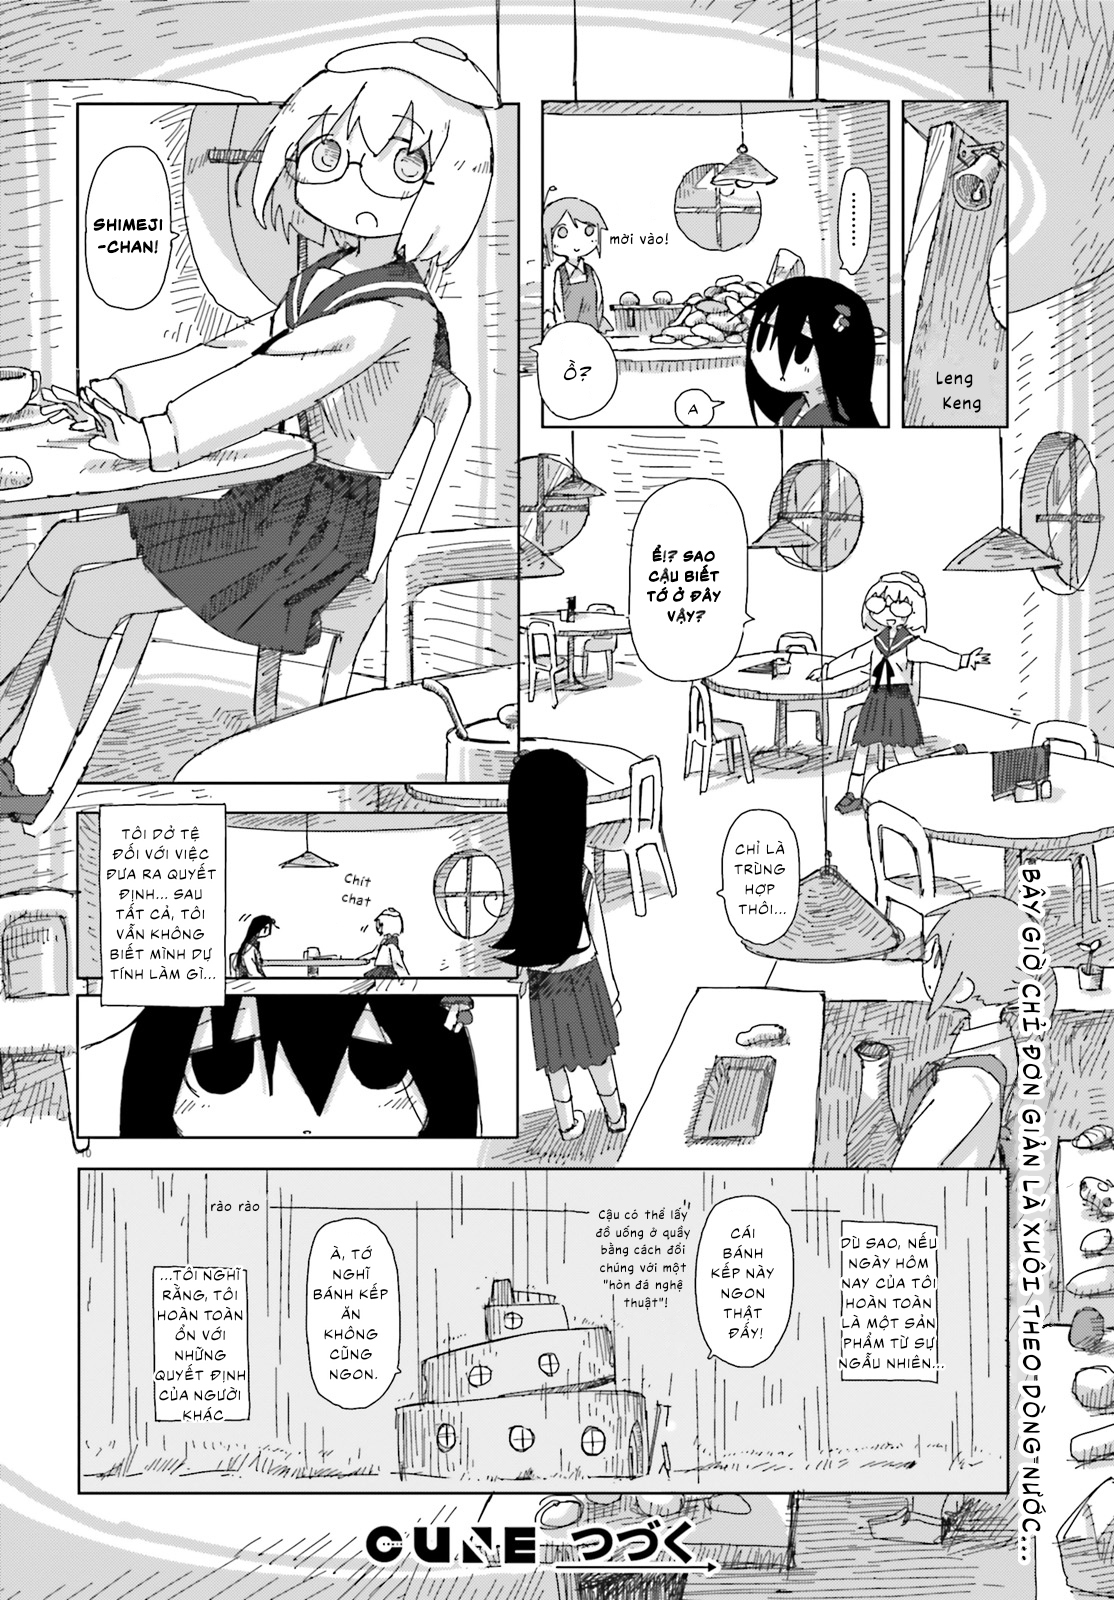 Leng
Keng
.........
mời vào!
Ồ?
A
SHIMEJI
-CHAN!
Ể!? SAO
CẬU BIẾT
TỚ Ở ĐÂY
VẬY?
CHỈ LÀ
TRÙNG
HỢP
THÔI...
Chít
chat
TÔI DỞ TỆ
ĐỐI VỚI VIỆC
ĐƯA RA QUYẾT
ĐỊNH... SAU
TẤT CẢ, TÔI
VẪN KHÔNG
BIẾT MÌNH DỰ
TÍNH LÀM GÌ...
10
DÙ SAO, NẾU
NGÀY HÔM
NAY CỦA TÔI
HOÀN TOÀN
LÀ MỘT SẢN
PHẨM TỪ SỰ
NGẪU NHIÊN...
CÁI
BÁNH
KẾP NÀY
NGON
THẬT
ĐẤY!
Cậu có thể lấy
đồ uống ở quầy
bằng cách đổi
chúng với một
"hòn đá nghệ
thuật"!
À, TỚ
NGHĨ
BÁNH KẾP
ĂN
KHÔNG
CŨNG
NGON.
rào rào
...TÔI NGHĨ
RẰNG, TÔI
HOÀN TOÀN
ỔN VỚI
NHỮNG
QUYẾT ĐỊNH
CỦA NGƯỜI
KHÁC
BÂY GIỜ CHỈ ĐƠN GIẢN LÀ XUÔI THEO DÒNG NƯỚC...
CUNE つづく